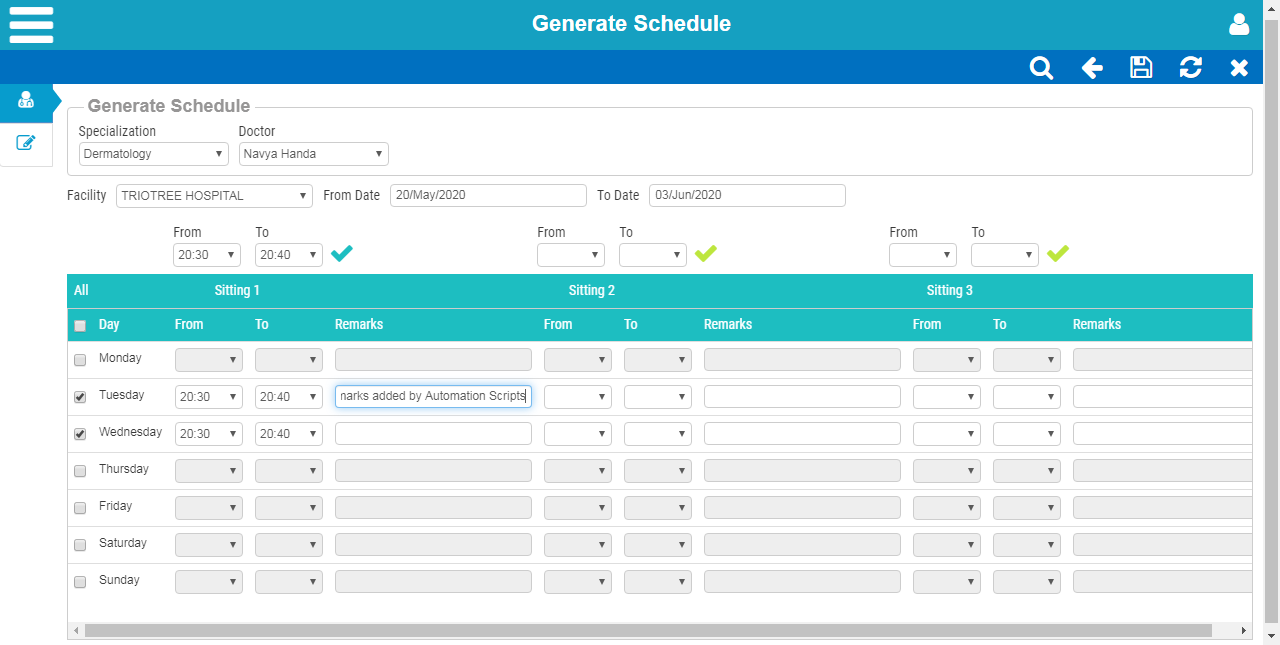 Generate Schedule
Generate Schedule
Specialization Doctor
Dermatology Navya Handa
Facility TRIOTREE HOSPITAL From Date 20/May/2020 To Date 03/Jun/2020
From To From To From To
20:30 20:40
All Sitting 1 Sitting 2 Sitting 3
Day From To Remarks From To Remarks From To Remarks
Monday
Tuesday 20:30 20:40 narks added by Automation Scripts
Wednesday 20:30 20:40
Thursday
Friday
Saturday
Sunday